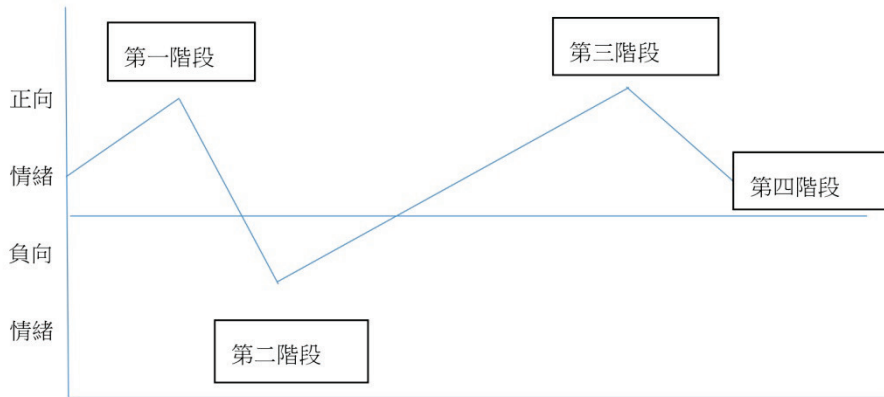 第一階段
第三階段
正向
情緒
第四階段
負向
情緒
第二階段